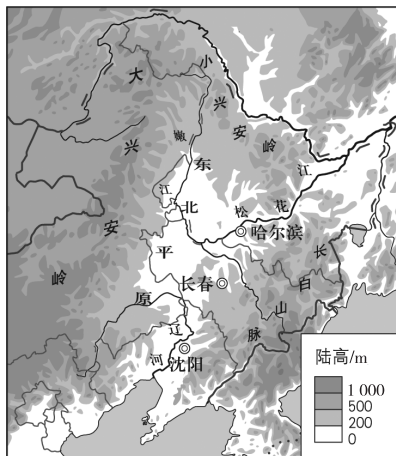 大兴安岭
小兴安岭
嫩江
松花江
东北平原
哈尔滨
长春
长白山脉
辽河
沈阳
陆高/m
1 000
500
200
0